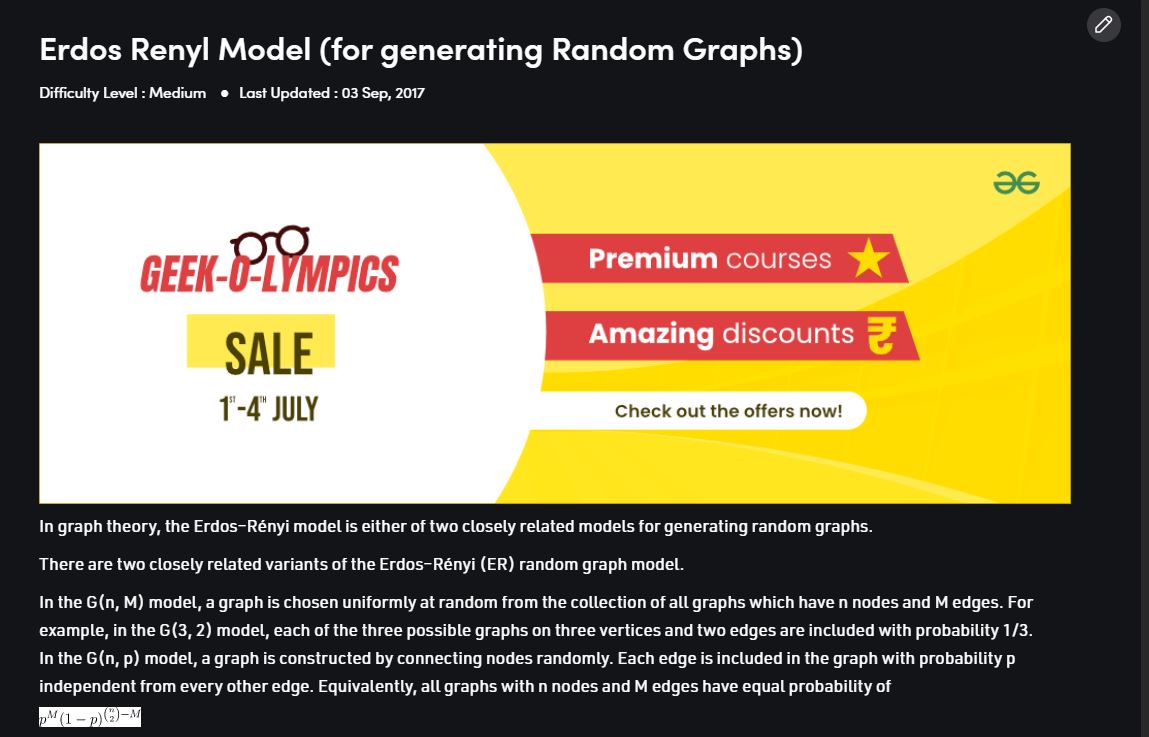 Erdos Renyl Model (for generating Random Graphs)
Difficulty Level : Medium ● Last Updated : 03 Sep, 2017
GEEK-O-LYMPICS
SALE
1ST-4TH JULY
Premium courses
Amazing discounts ₹
Check out the offers now!
In graph theory, the Erdos–Rényi model is either of two closely related models for generating random graphs.
There are two closely related variants of the Erdos–Rényi (ER) random graph model.
In the G(n, M) model, a graph is chosen uniformly at random from the collection of all graphs which have n nodes and M edges. For
example, in the G(3, 2) model, each of the three possible graphs on three vertices and two edges are included with probability 1/3.
In the G(n, p) model, a graph is constructed by connecting nodes randomly. Each edge is included in the graph with probability p
independent from every other edge. Equivalently, all graphs with n nodes and M edges have equal probability of
p^M (1 − p)^{\binom{n}{2}−M}